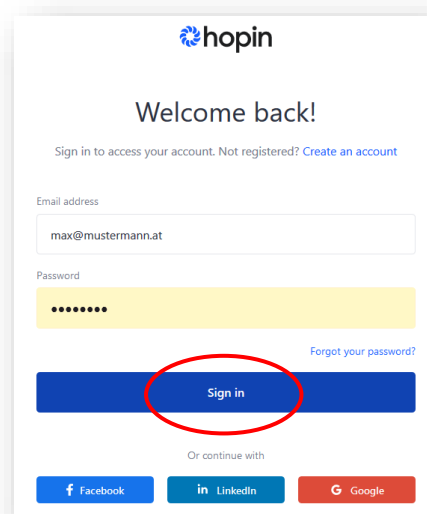 hopin
Welcome back!
Sign in to access your account. Not registered? Create an account
Email address
max@mustermann.at
Password
••••••••
Forgot your password?
Sign in
Or continue with
f Facebook
in LinkedIn
G Google